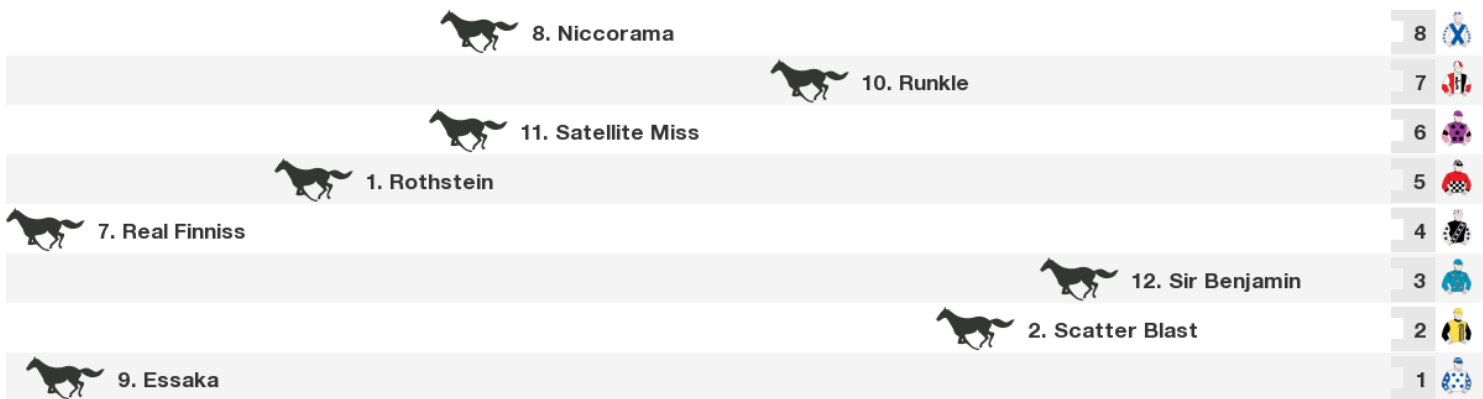 8. Niccorama 8
10. Runkle 7
11. Satellite Miss 6
1. Rothstein 5
7. Real Finniss 4
12. Sir Benjamin 3
2. Scatter Blast 2
9. Essaka 1